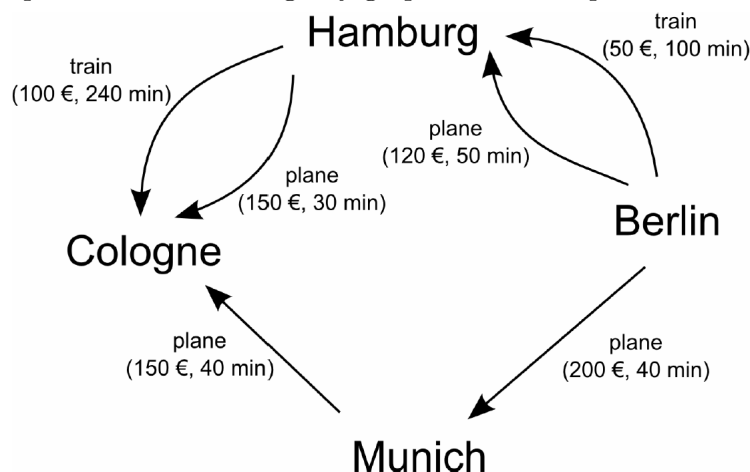 Hamburg
train
(50 €, 100 min)
train
(100 €, 240 min)
plane
(120 €, 50 min)
plane
(150 €, 30 min)
Berlin
Cologne
plane
(150 €, 40 min)
plane
(200 €, 40 min)
Munich